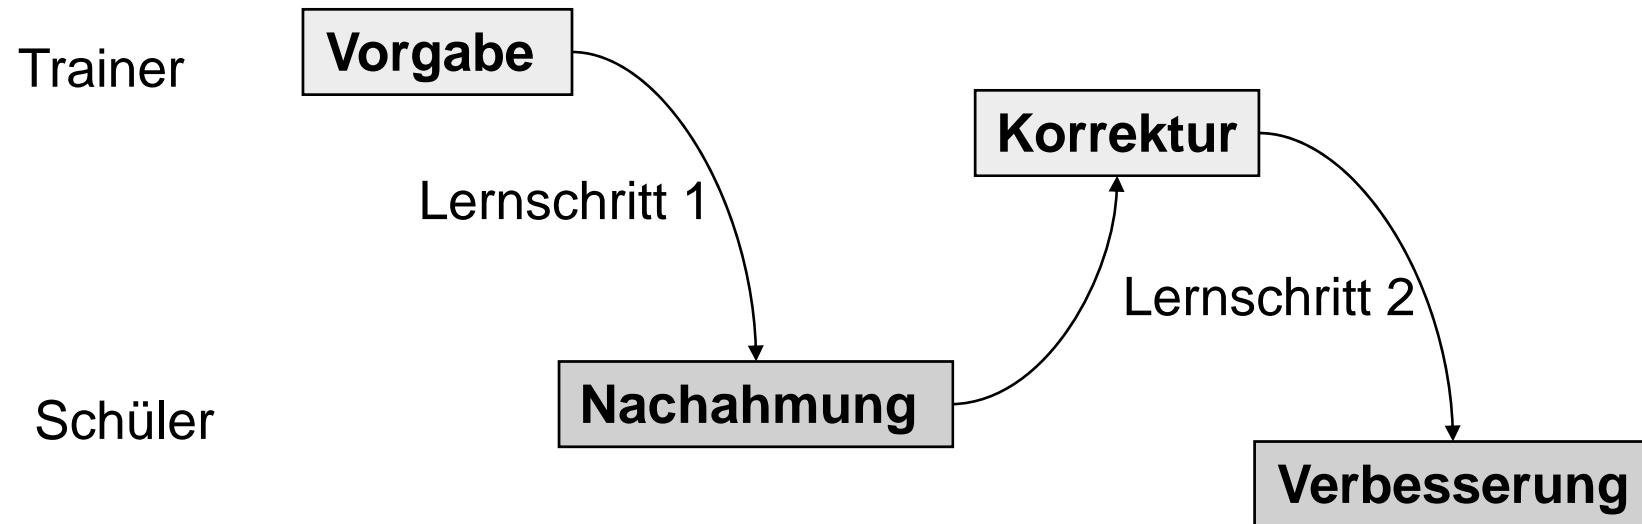 Trainer
Vorgabe
Korrektur
Lernschritt 1
Lernschritt 2
Schüler
Nachahmung
Verbesserung